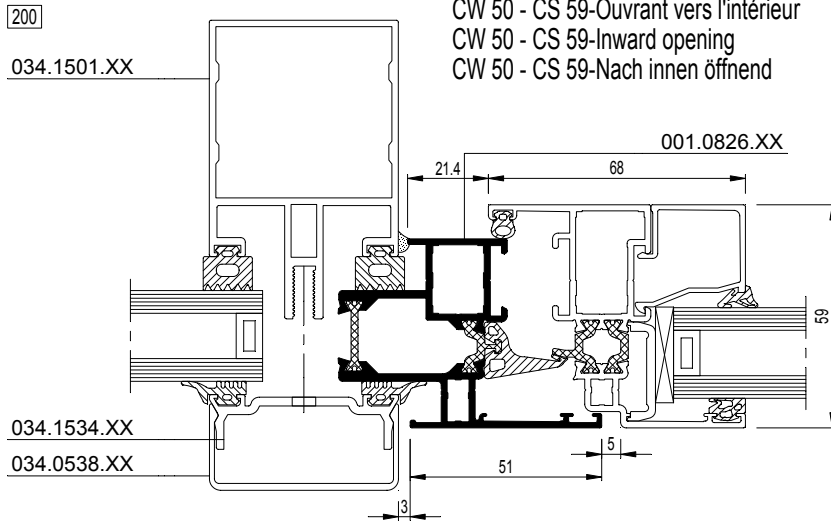 200
CW 50 - CS 59-Ouvrant vers l'intérieur
CW 50 - CS 59-Inward opening
CW 50 - CS 59-Nach innen öffnend
034.1501.XX
001.0826.XX
21.4
68
59
034.1534.XX
034.0538.XX
51
5
3